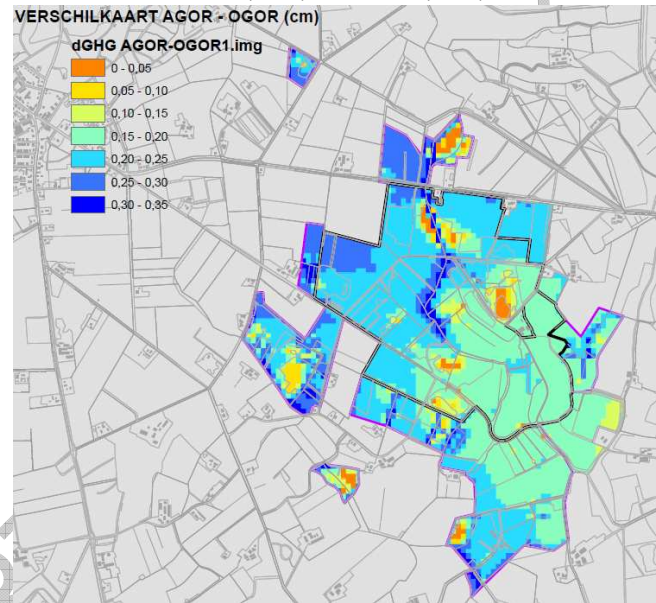 VERSCHILKAART AGOR - OGOR (cm)
dGHG AGOR-OGOR1.img
0 - 0,05
0,05 - 0,10
0,10 - 0,15
0,15 - 0,20
0,20 - 0,25
0,25 - 0,30
0,30 - 0,35